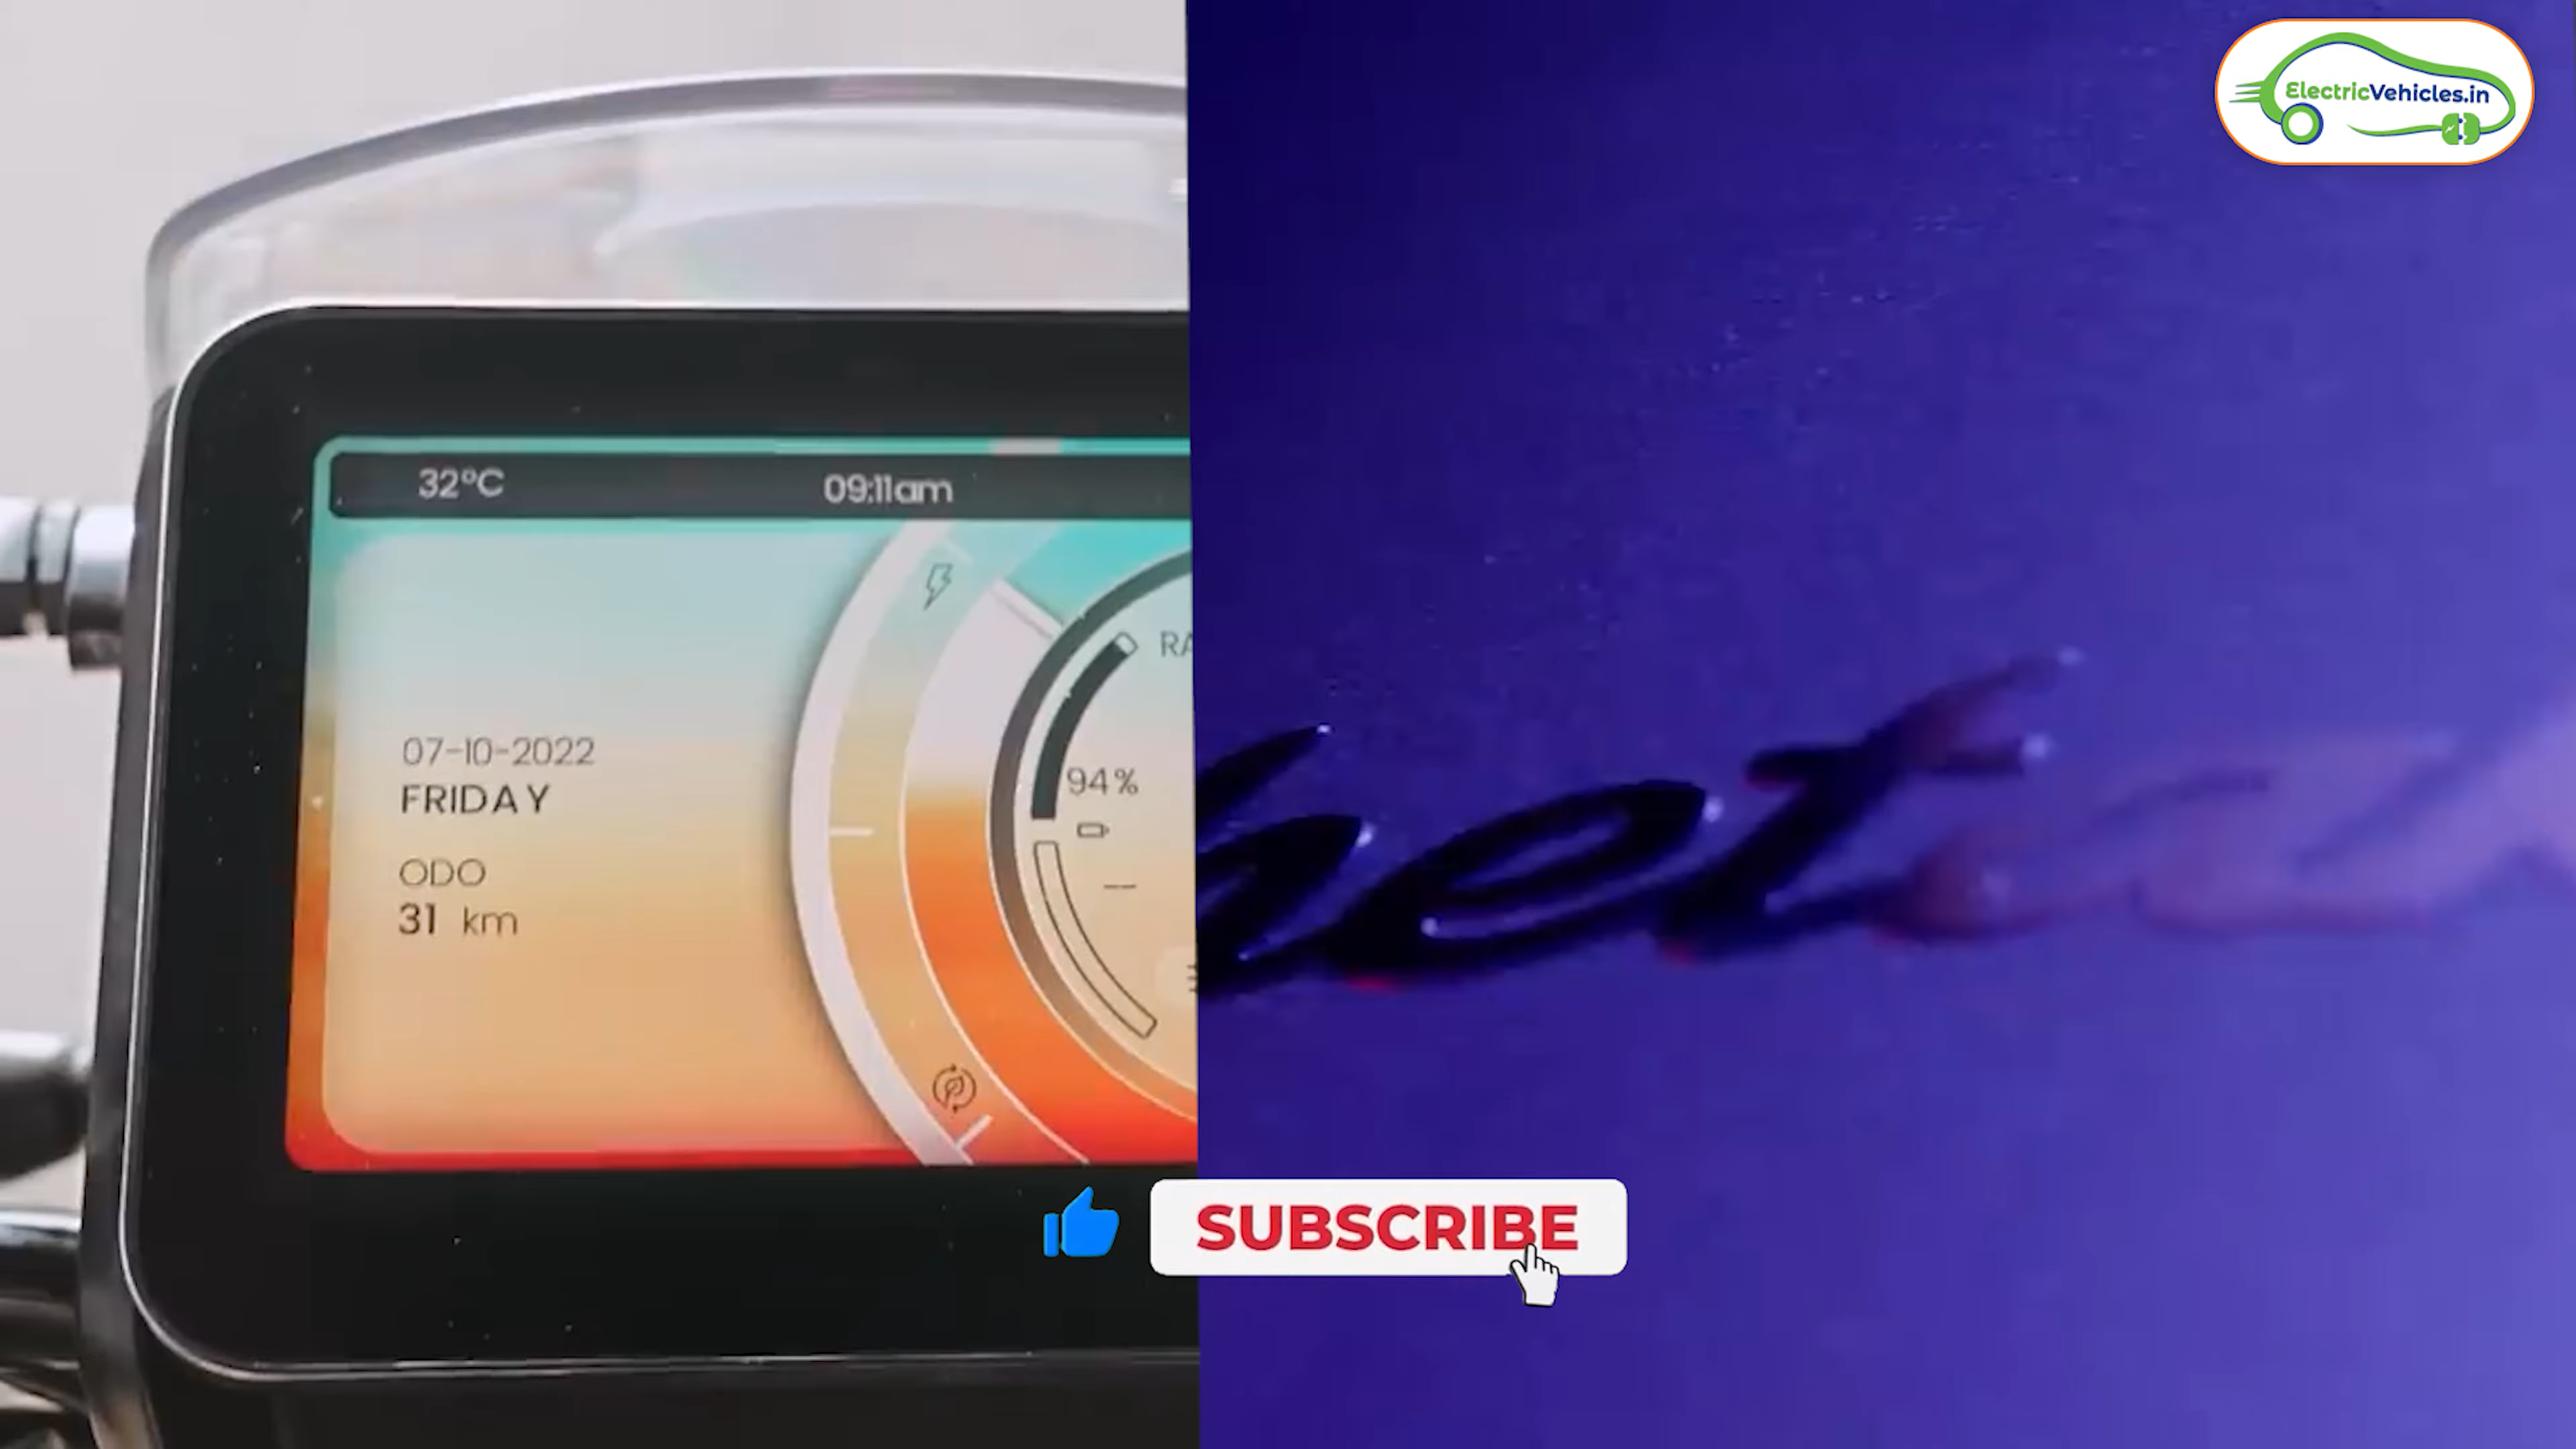 ElectricVehicles.in
32°C
09:11am
07-10-2022
FRIDAY
ODO
31 km
94%
SUBSCRIBE